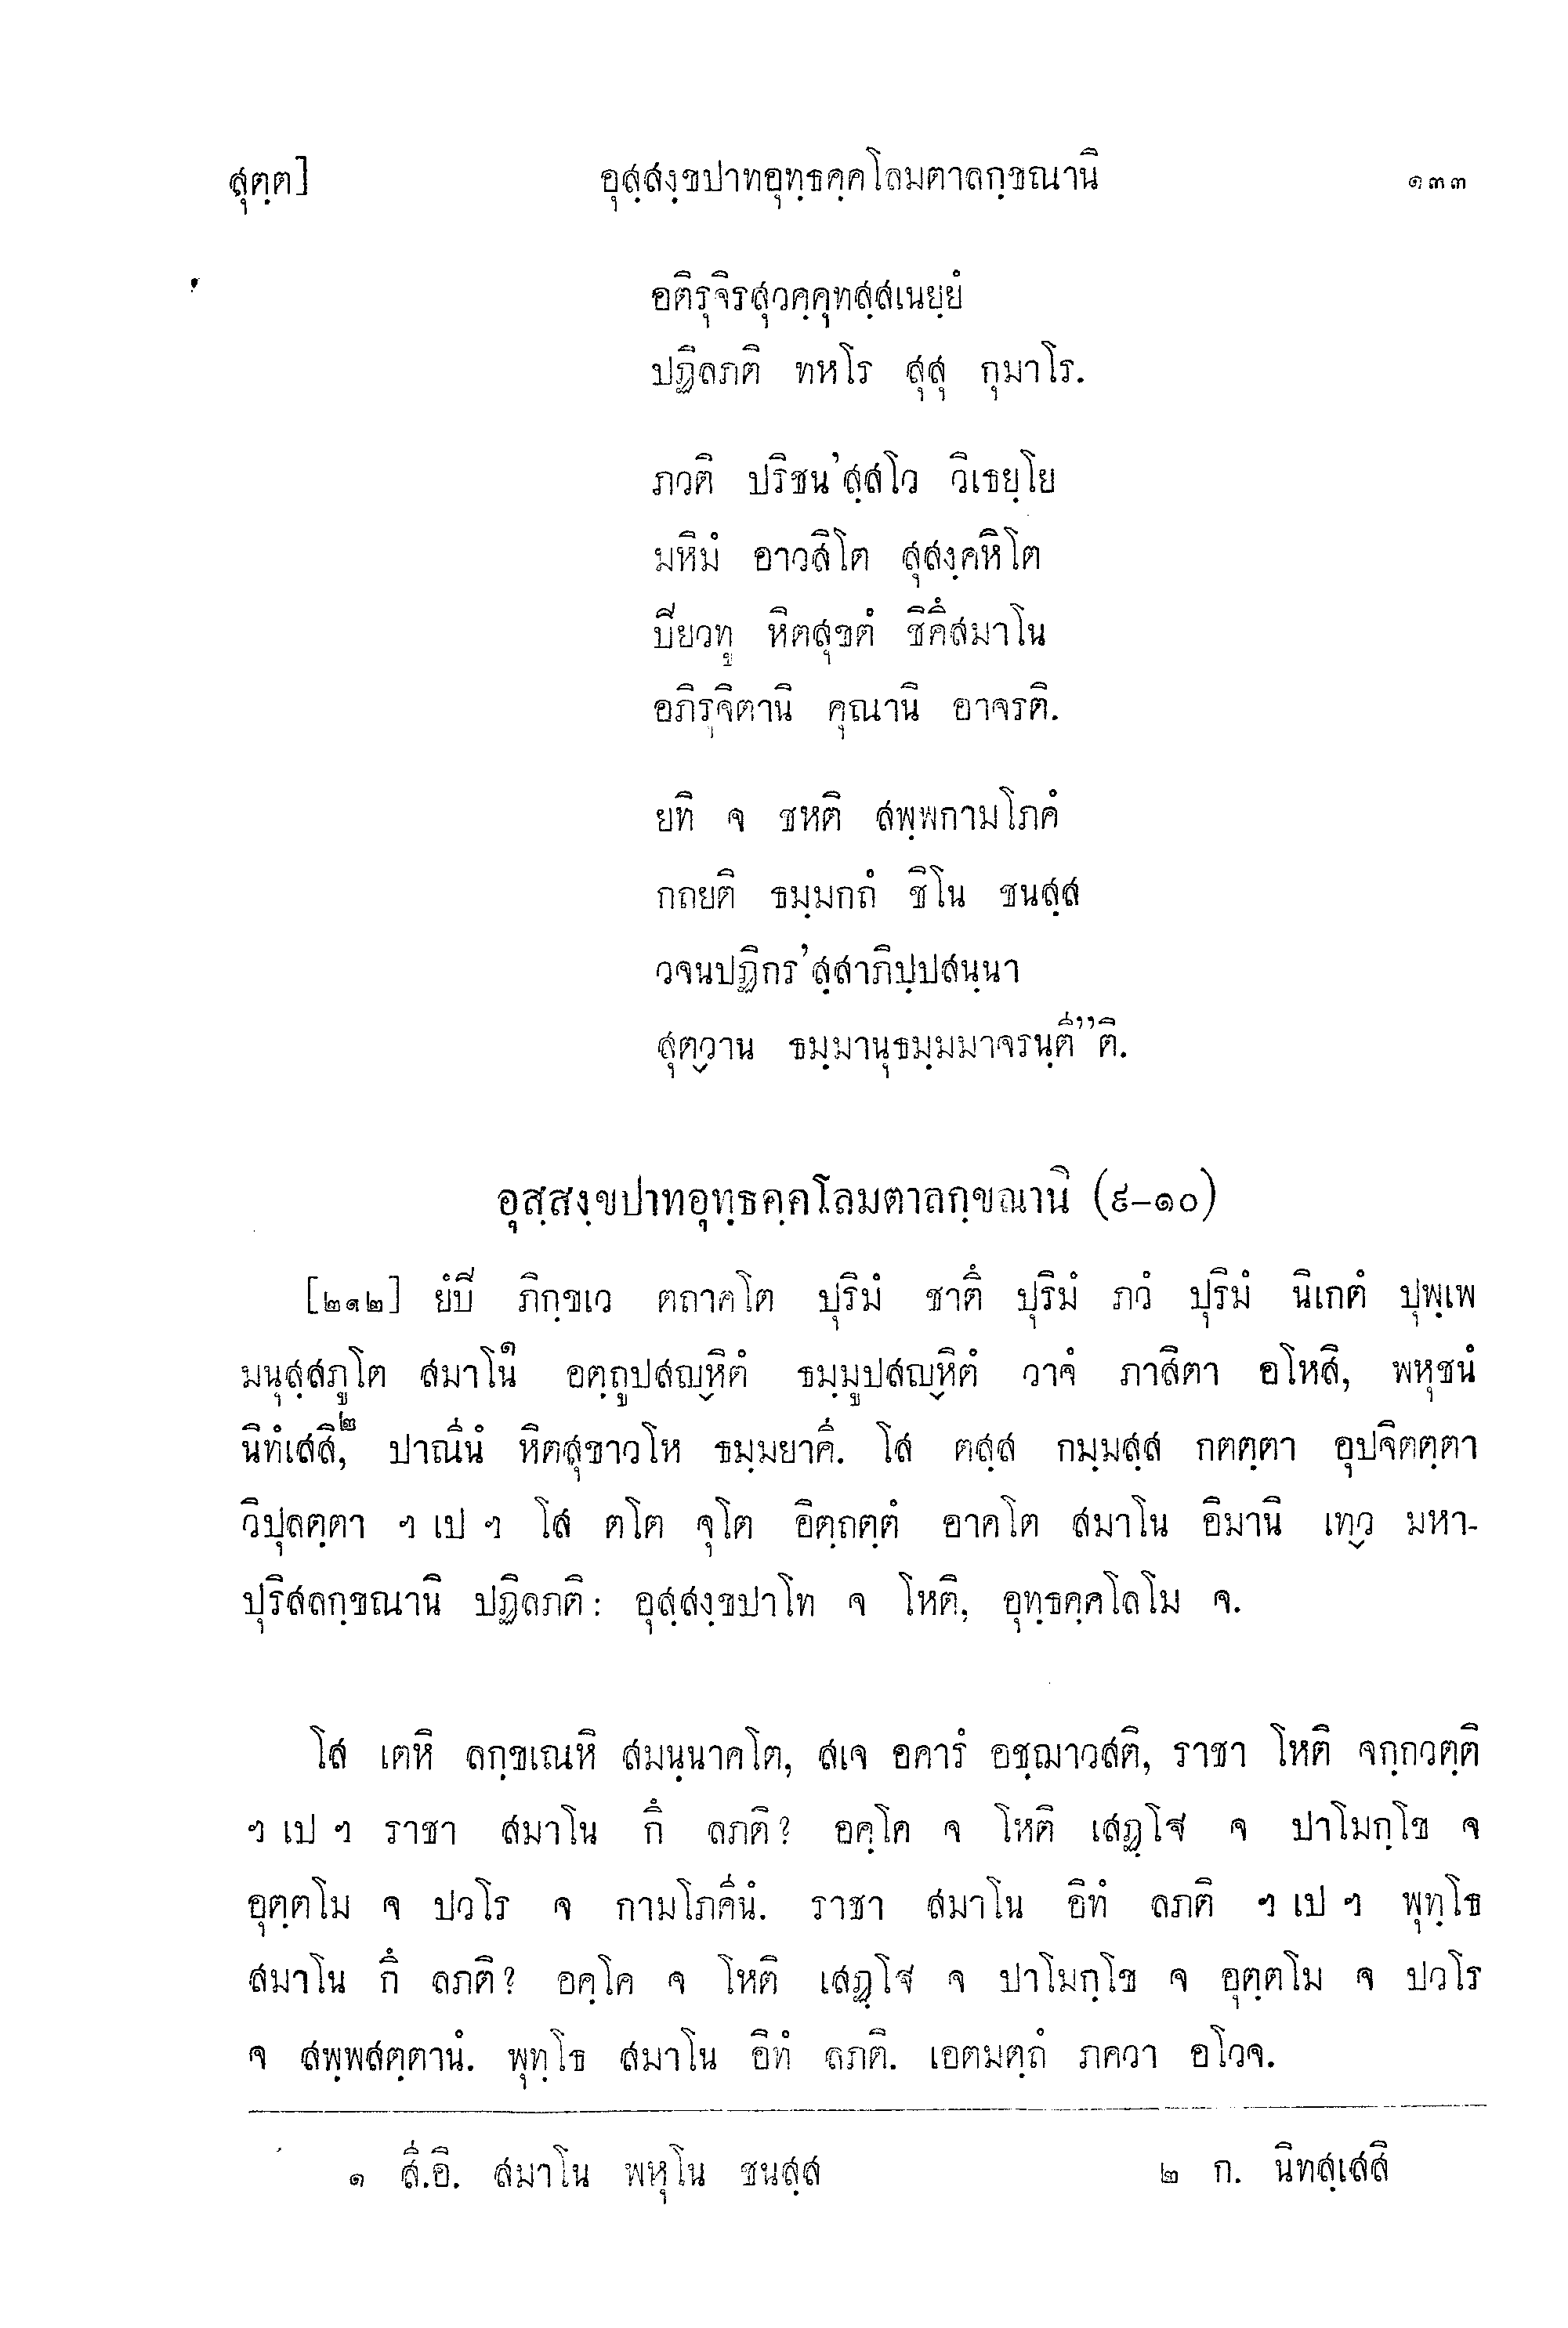 สุตฺต]
อุสฺสงฺขปาทอุทฺธคฺคโลมตาลกฺขณานิ
๑๓๓
อติรุจิรสุวคฺคุทสฺสเนยฺยํ
ปฏิลภติ ทหโร สุสุ กุมาโร.
ภวติ ปริชน’สฺสโว วิเธยฺโย
มหิมํ อาวสิโต สุสงฺคหิโต
ปิยวทู หิตสุขตํ ชิคึสมาโน
อภิรุจิตานิ คุณานิ อาจรติ.
ยทิ จ ชหติ สพฺพกามโภคํ
กถยติ ธมฺมกถํ ชิโน ชนสฺส
วจนปฏิกร’สฺสาภิปฺปสนฺนา
สุตฺวาน ธมฺมานุธมฺมมาจรนฺตี”ติ.
อุสฺสงฺขปาทอุทฺธคฺคโลมตาลกฺขณานิ (๙-๑๐)
[๒๑๒] ยํปิ ภิกฺขเว ตถาคโต ปุริมํ ชาตึ ปุริมํ ภวํ ปุริมํ นิเกตํ ปุพฺเพ
มนุสฺสภูโต สมาโน๑ อตฺถูปสญฺหิตํ ธมฺมูปสญฺหิตํ วาจํ ภาสิตา อโหสิ, พหุชนํ
นิทํเสสิ,๒ ปาณีนํ หิตสุขาวโห ธมฺมยาคี. โส ตสฺส กมฺมสฺส กตตฺตา อุปจิตตฺตา
วิปุลตฺตา ฯ เป ฯ โส ตโต จุโต อิตฺถตฺตํ อาคโต สมาโน อิมานิ เทฺว มหา-
ปุริสลกฺขณานิ ปฏิลภติ: อุสฺสงฺขปาโท จ โหติ, อุทฺธคฺคโลโม จ.
โส เตหิ ลกฺขเณหิ สมนฺนาคโต, สเจ อคารํ อชฺฌาวสติ, ราชา โหติ จกฺกวตฺติ
ฯ เป ฯ ราชา สมาโน กึ ลภติ? อคฺโค จ โหติ เสฏฺโฐ จ ปาโมกฺโข จ
อุตฺตโม จ ปวโร จ กามโภคีนํ. ราชา สมาโน อิทํ ลภติ ฯ เป ฯ พุทฺโธ
สมาโน กึ ลภติ? อคฺโค จ โหติ เสฏฺโฐ จ ปาโมกฺโข จ อุตฺตโม จ ปวโร
จ สพฺพสตฺตานํ. พุทฺโธ สมาโน อิทํ ลภติ. เอตมตฺถํ ภควา อโวจ.
๑ สี.อิ. สมาโน พหุโน ชนสฺส
๒ ก. นิทสฺเสสิ